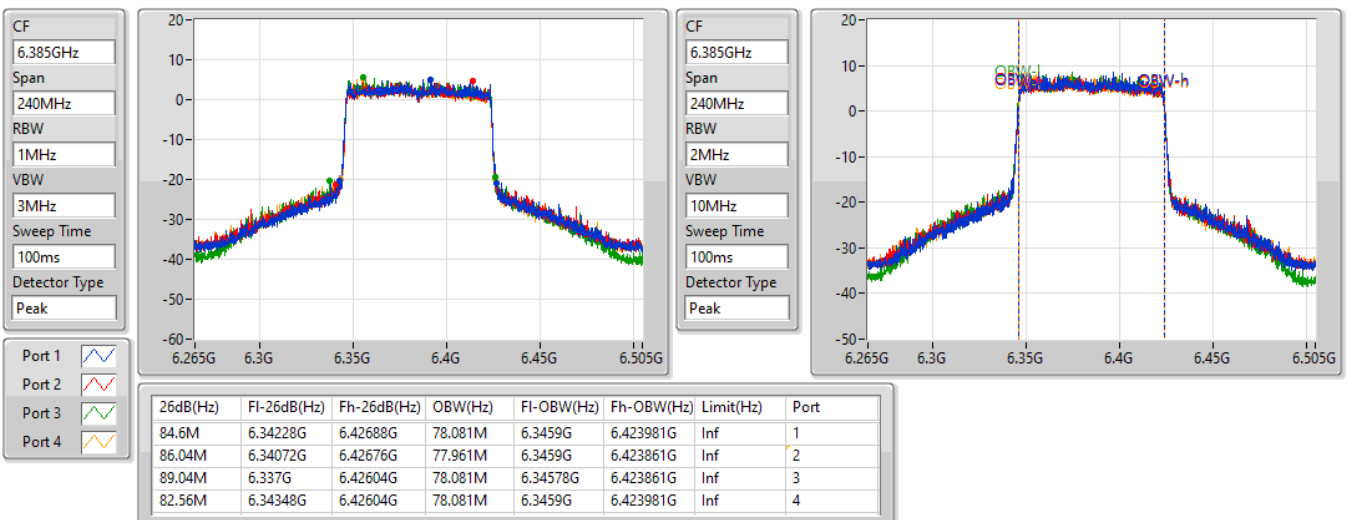 CF
6.385GHz
Span
240MHz
RBW
1MHz
VBW
3MHz
Sweep Time
100ms
Detector Type
Peak
20
10
0
-10
-20
-30
-40
-50
-60
6.265G 6.3G 6.35G 6.4G 6.45G 6.505G
CF
6.385GHz
Span
240MHz
RBW
2MHz
VBW
10MHz
Sweep Time
100ms
Detector Type
Peak
20
10
0
-10
-20
-30
-40
-50
OBW-h
6.265G 6.3G 6.35G 6.4G 6.45G 6.505G
Port 1
Port 2
Port 3
Port 4
26dB(Hz) Fl-26dB(Hz) Fh-26dB(Hz) OBW(Hz) Fl-OBW(Hz) Fh-OBW(Hz) Limit(Hz) Port
84.6M 6.34228G 6.42688G 78.081M 6.3459G 6.423981G Inf 1
86.04M 6.34072G 6.42676G 77.961M 6.3459G 6.423861G Inf 2
89.04M 6.337G 6.42604G 78.081M 6.34578G 6.423861G Inf 3
82.56M 6.34348G 6.42604G 78.081M 6.3459G 6.423981G Inf 4